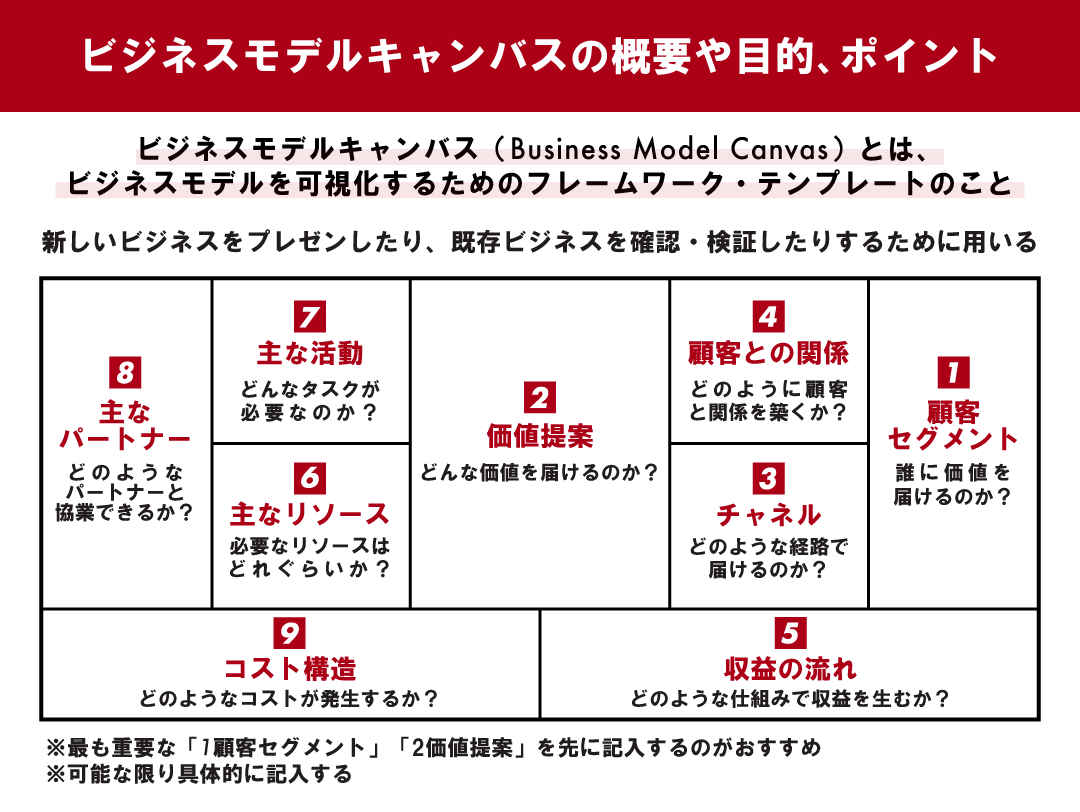 ビジネスモデルキャンバスの概要や目的、ポイント
ビジネスモデルキャンバス（Business Model Canvas）とは、
ビジネスモデルを可視化するためのフレームワーク・テンプレートのこと
新しいビジネスをプレゼンしたり、既存ビジネスを確認・検証したりするために用いる
8
主な
パートナー
どのような
パートナーと
協業できるか？
7
主な活動
どんなタスクが
必要なのか？
6
主なリソース
必要なリソースは
どれぐらいか？
2
価値提案
どんな価値を届けるのか？
4
顧客との関係
どのように顧客
と関係を築くか？
3
チャネル
どのような経路で
届けるのか？
1
顧客
セグメント
誰に価値を
届けるのか？
9
コスト構造
どのようなコストが発生するか？
5
収益の流れ
どのような仕組みで収益を生むか？
※最も重要な「1顧客セグメント」「2価値提案」を先に記入するのがおすすめ
※可能な限り具体的に記入する